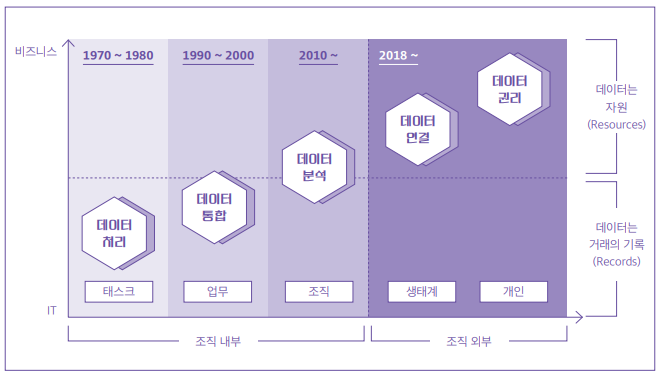 비즈니스
1970 ~ 1980
1990 ~ 2000
2010 ~
2018 ~
데이터
권리
데이터는
자원
(Resources)
데이터
연결
데이터
분석
데이터
통합
데이터
처리
데이터는
거래의 기록
(Records)
태스크
업무
조직
생태계
개인
IT
조직 내부
조직 외부